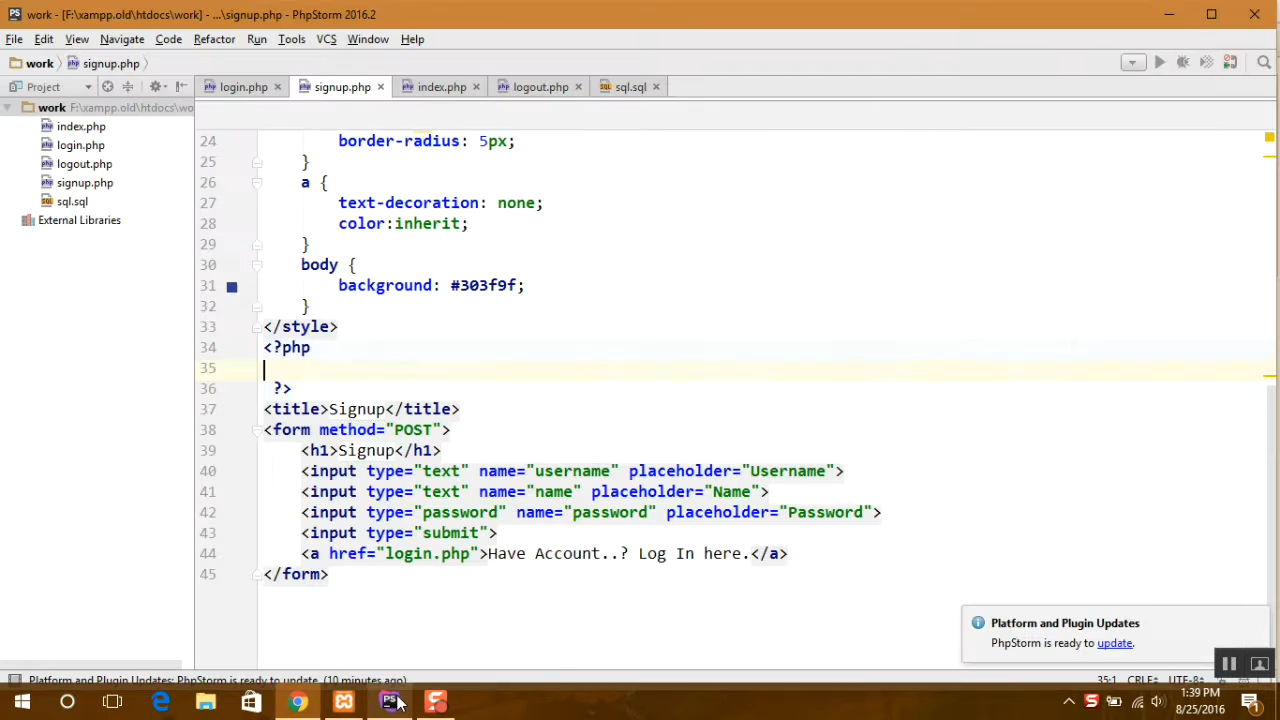 PS work - [F:\xampp.old\htdocs\work] - ...\signup.php - PhpStorm 2016.2
File Edit View Navigate Code Refactor Run Tools VCS Window Help
work signup.php
Project login.php signup.php index.php logout.php sql.sql
work F:\xampp.old\htdocs\wo
index.php
login.php
logout.php
signup.php
sql.sql
External Libraries
24 border-radius: 5px;
25 }
26 a {
27 text-decoration: none;
28 color:inherit;
29 }
30 body {
31 background: #303f9f;
32 }
33 </style>
34 <?php
35
36 ?>
37 <title>Signup</title>
38 <form method="POST">
39 <h1>Signup</h1>
40 <input type="text" name="username" placeholder="Username">
41 <input type="text" name="name" placeholder="Name">
42 <input type="password" name="password" placeholder="Password">
43 <input type="submit">
44 <a href="login.php">Have Account..? Log In here.</a>
45 </form>
Platform and Plugin Updates
PhpStorm is ready to update.
Platform and Plugin Updates: PhpStorm is ready to update. (10 minutes ago) 35:1 CRLF UTF-8
PS
1:39 PM
8/25/2016